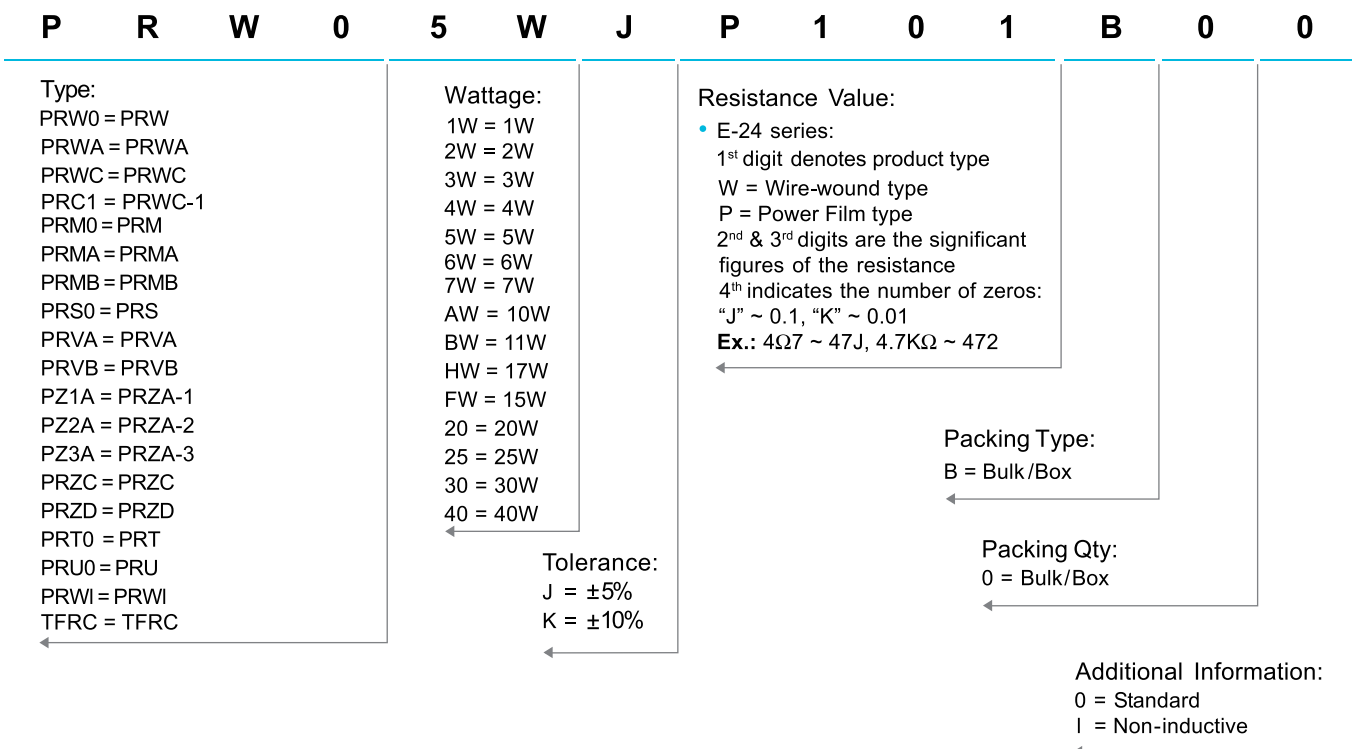 P R W 0 5 W J P 1 0 1 B 0 0
Type:
PRW0 = PRW
PRWA = PRWA
PRWC = PRWC
PRC1 = PRWC-1
PRM0 = PRM
PRMA = PRMA
PRMB = PRMB
PRS0 = PRS
PRVA = PRVA
PRVB = PRVB
PZ1A = PRZA-1
PZ2A = PRZA-2
PZ3A = PRZA-3
PRZC = PRZC
PRZD = PRZD
PRT0 = PRT
PRU0 = PRU
PRWI = PRWI
TFRC = TFRC
Wattage:
1W = 1W
2W = 2W
3W = 3W
4W = 4W
5W = 5W
6W = 6W
7W = 7W
AW = 10W
BW = 11W
HW = 17W
FW = 15W
20 = 20W
25 = 25W
30 = 30W
40 = 40W
Tolerance:
J = ±5%
K = ±10%
Resistance Value:
• E-24 series:
1st digit denotes product type
W = Wire-wound type
P = Power Film type
2nd & 3rd digits are the significant
figures of the resistance
4th indicates the number of zeros:
“J” ~ 0.1, “K” ~ 0.01
Ex.: 4Ω7 ~ 47J, 4.7KΩ ~ 472
Packing Type:
B = Bulk/Box
Packing Qty:
0 = Bulk/Box
Additional Information:
0 = Standard
I = Non-inductive